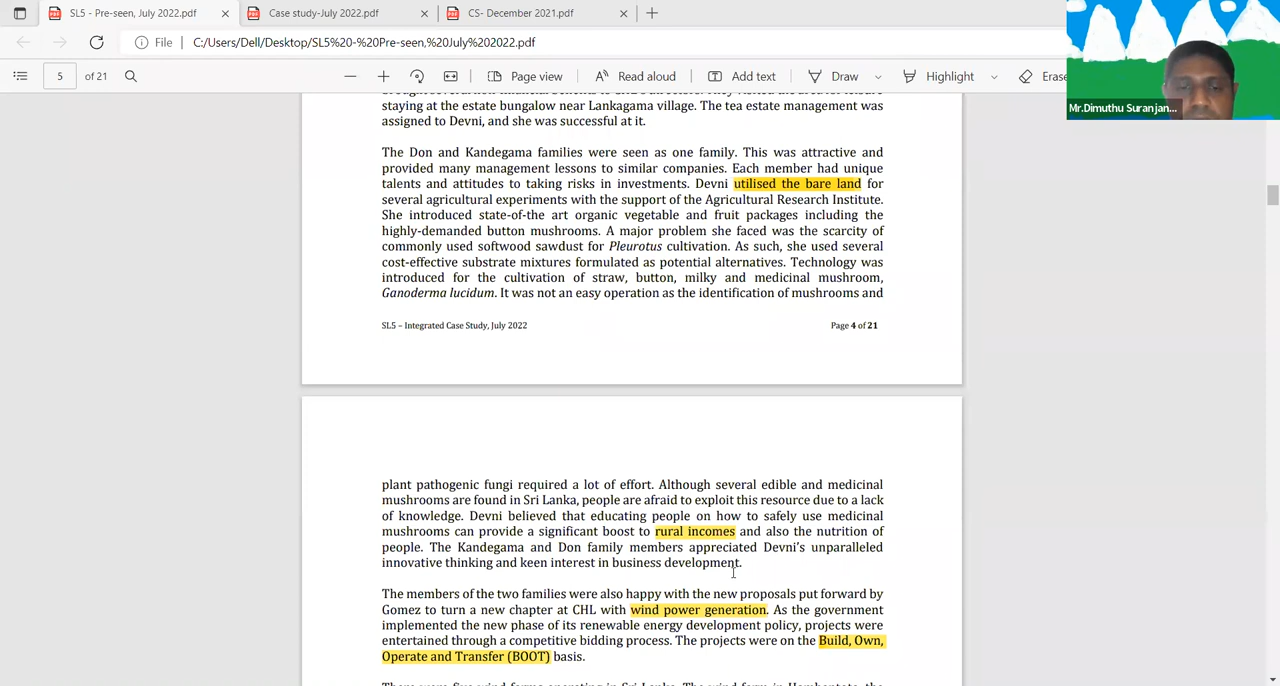 SL5 - Pre-seen, July 2022.pdf
Case study-July 2022.pdf
CS- December 2021.pdf
File
C:/Users/Dell/Desktop/SL5%20-%20Pre-seen,%20July%202022.pdf
5 of 21
Page view
Read aloud
Add text
Draw
Highlight
Erase
Mr.Dimuthu Suranjan...
staying at the estate bungalow near Lankagama village. The tea estate management was
assigned to Devni, and she was successful at it.
The Don and Kandegama families were seen as one family. This was attractive and
provided many management lessons to similar companies. Each member had unique
talents and attitudes to taking risks in investments. Devni utilised the bare land for
several agricultural experiments with the support of the Agricultural Research Institute.
She introduced state-of-the art organic vegetable and fruit packages including the
highly-demanded button mushrooms. A major problem she faced was the scarcity of
commonly used softwood sawdust for Pleurotus cultivation. As such, she used several
cost-effective substrate mixtures formulated as potential alternatives. Technology was
introduced for the cultivation of straw, button, milky and medicinal mushroom,
Ganoderma lucidum. It was not an easy operation as the identification of mushrooms and
SL5 – Integrated Case Study, July 2022
Page 4 of 21
plant pathogenic fungi required a lot of effort. Although several edible and medicinal
mushrooms are found in Sri Lanka, people are afraid to exploit this resource due to a lack
of knowledge. Devni believed that educating people on how to safely use medicinal
mushrooms can provide a significant boost to rural incomes and also the nutrition of
people. The Kandegama and Don family members appreciated Devni's unparalleled
innovative thinking and keen interest in business development.
The members of the two families were also happy with the new proposals put forward by
Gomez to turn a new chapter at CHL with wind power generation. As the government
implemented the new phase of its renewable energy development policy, projects were
entertained through a competitive bidding process. The projects were on the Build, Own,
Operate and Transfer (BOOT) basis.